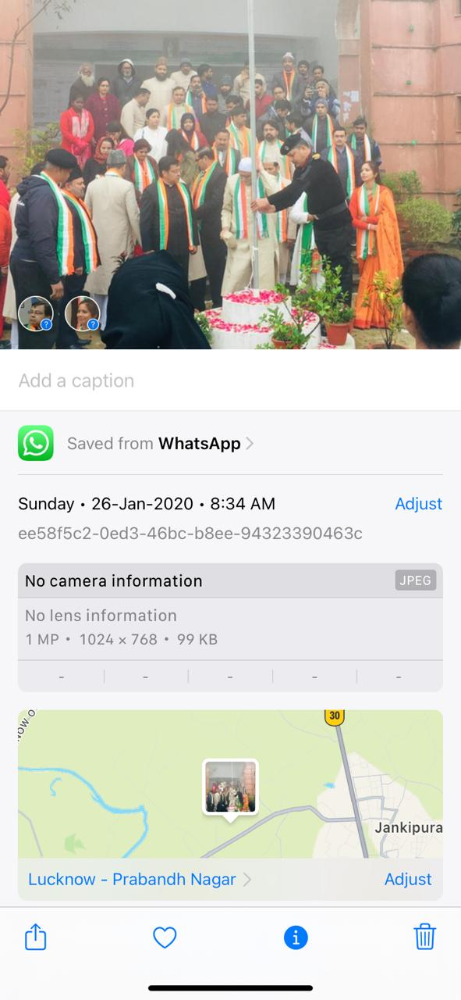 Add a caption
Saved from WhatsApp
Sunday • 26-Jan-2020 • 8:34 AM
Adjust
ee58f5c2-0ed3-46bc-b8ee-94323390463c
No camera information
JPEG
No lens information
1 MP • 1024 × 768 • 99 KB
- - - - -
30
Jankipura
Lucknow - Prabandh Nagar
Adjust